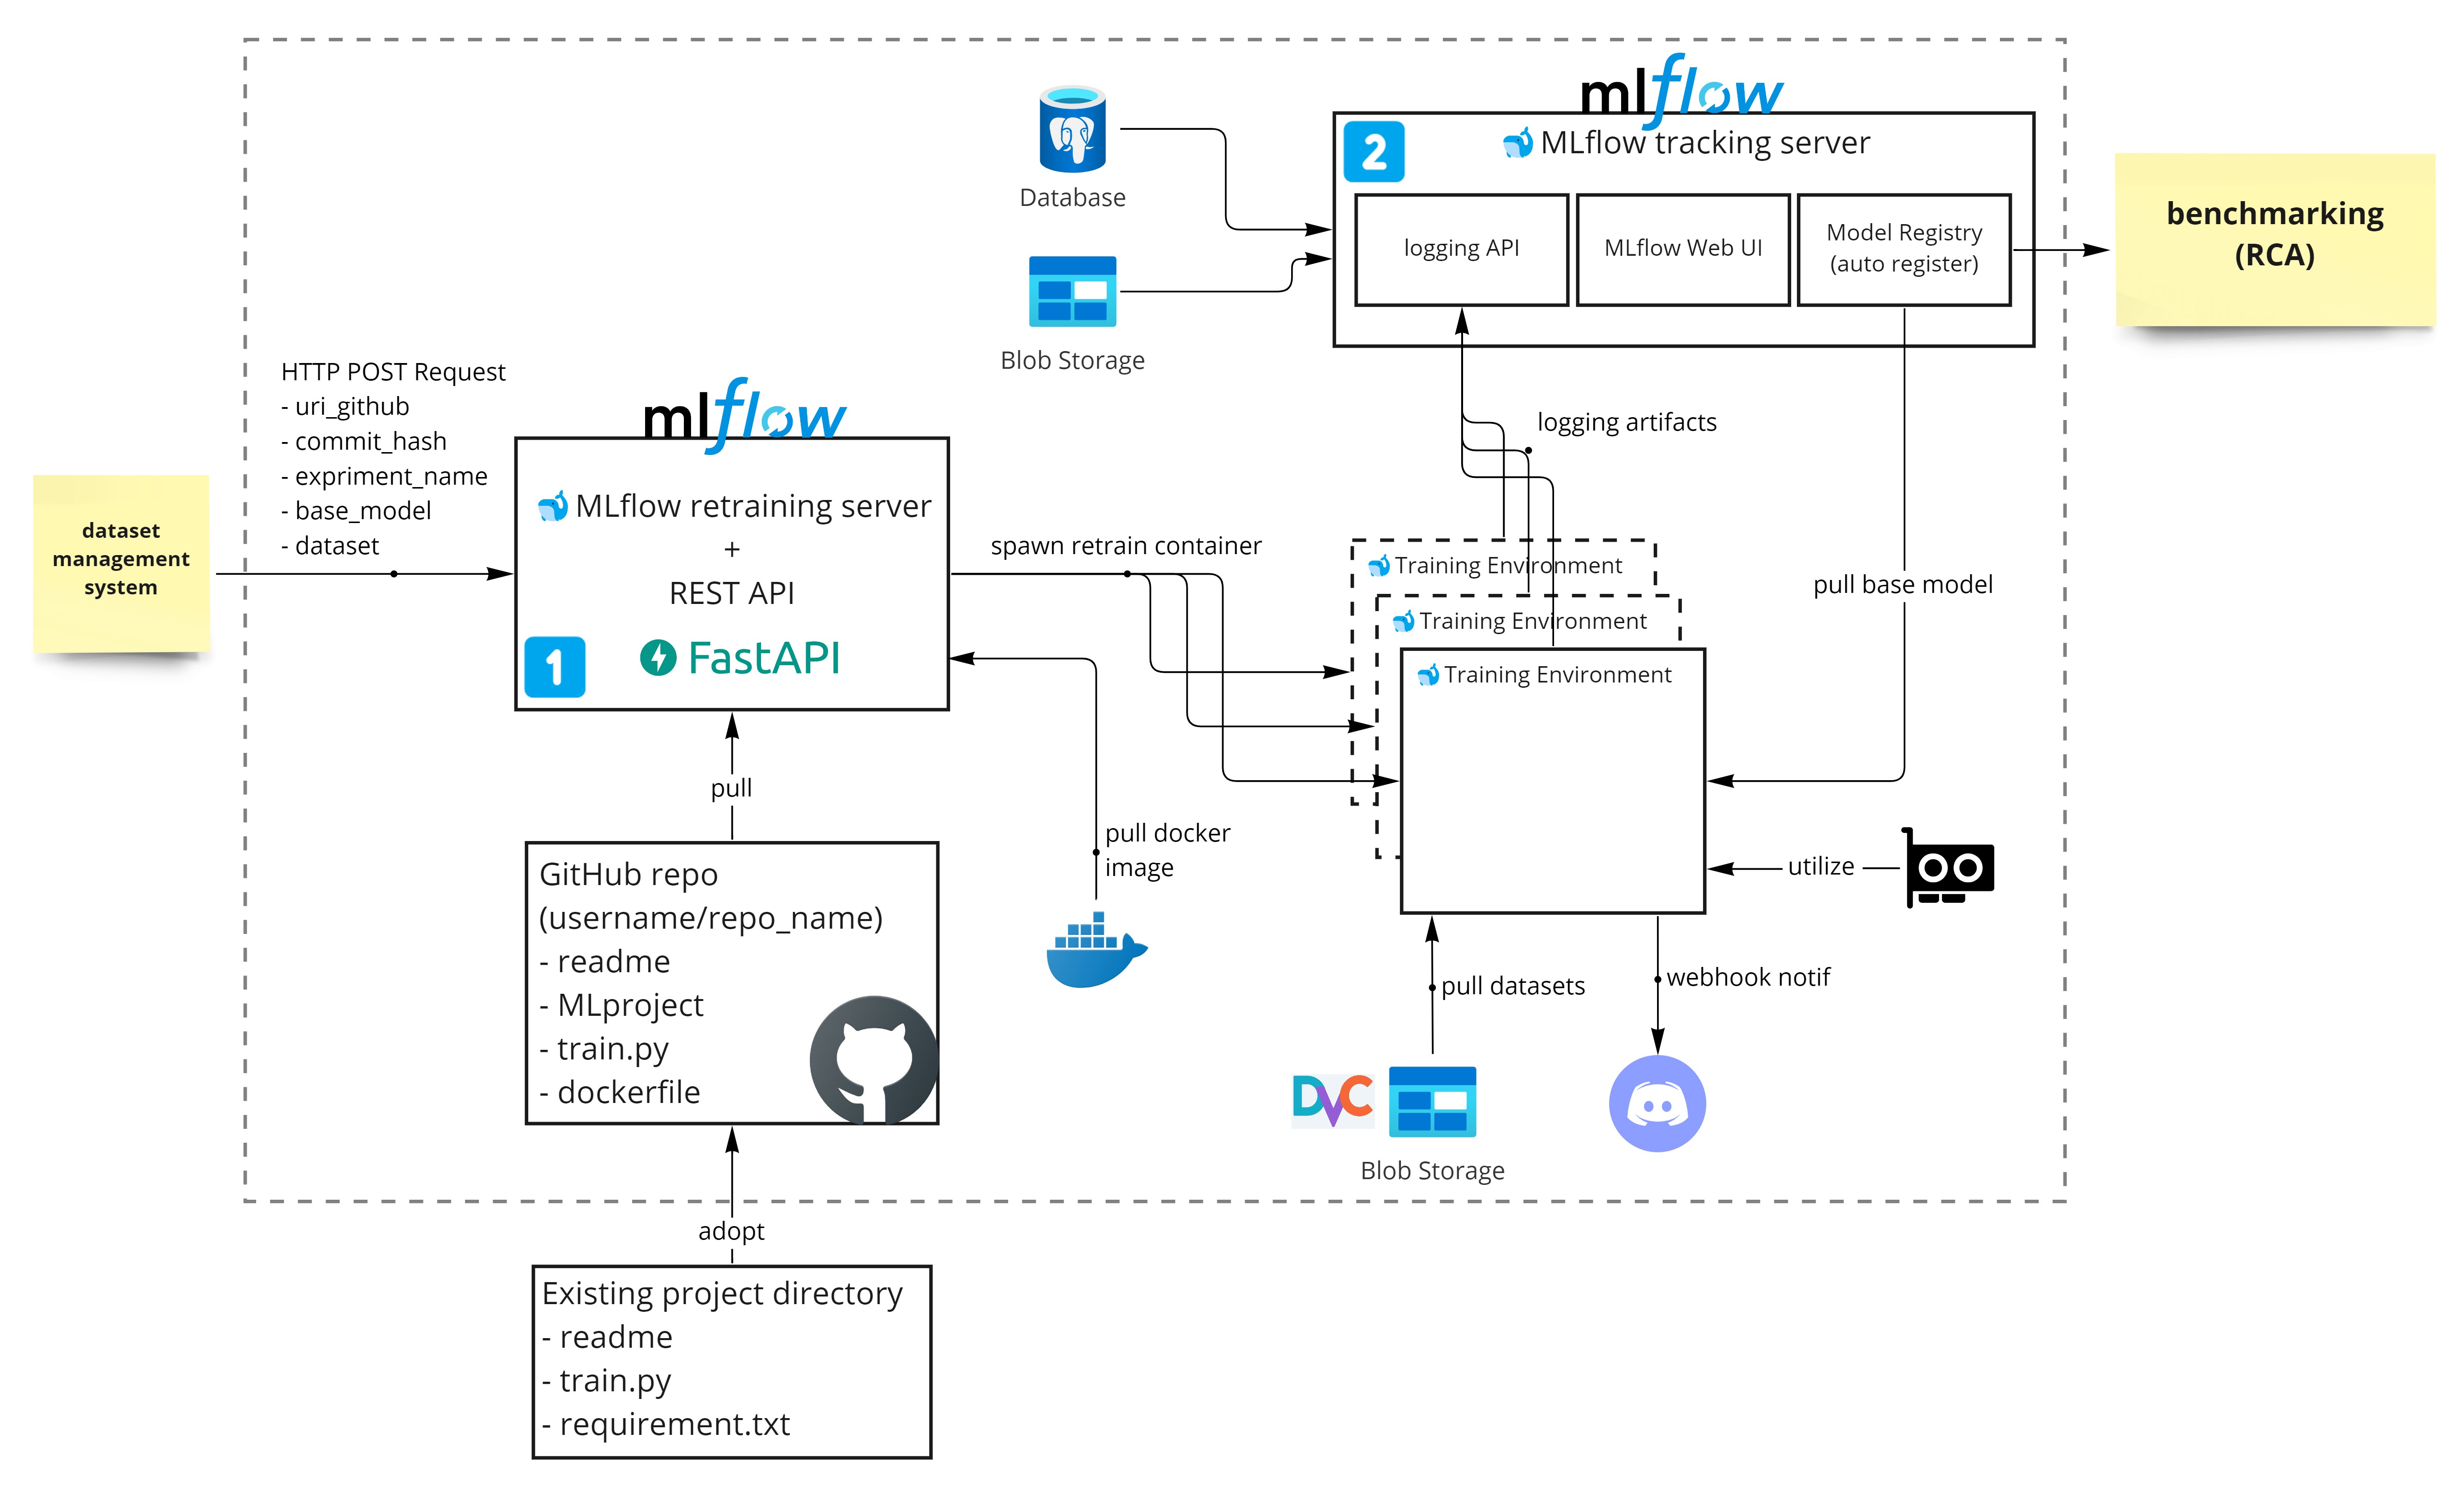 mlflow
2
MLflow tracking server
logging API
MLflow Web UI
Model Registry
(auto register)
benchmarking
(RCA)
Database
Blob Storage
HTTP POST Request
- uri_github
- commit_hash
- expriment_name
- base_model
- dataset
dataset
management
system
mlflow
MLflow retraining server
+
REST API
FastAPI
1
spawn retrain container
logging artifacts
Training Environment
Training Environment
Training Environment
pull base model
pull
pull docker
image
utilize
GitHub repo
(username/repo_name)
- readme
- MLproject
- train.py
- dockerfile
pull datasets
webhook notif
DVC
Blob Storage
adopt
Existing project directory
- readme
- train.py
- requirement.txt